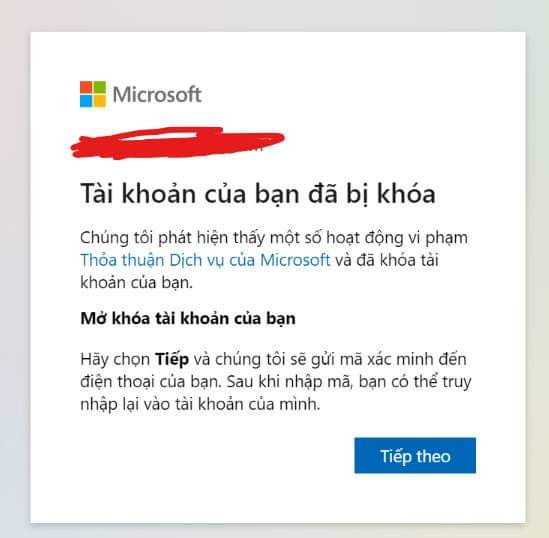 Microsoft
Tài khoản của bạn đã bị khóa
Chúng tôi phát hiện thấy một số hoạt động vi phạm
Thỏa thuận Dịch vụ của Microsoft và đã khóa tài
khoản của bạn.
Mở khóa tài khoản của bạn
Hãy chọn Tiếp và chúng tôi sẽ gửi mã xác minh đến
điện thoại của bạn. Sau khi nhập mã, bạn có thể truy
nhập lại vào tài khoản của mình.
Tiếp theo